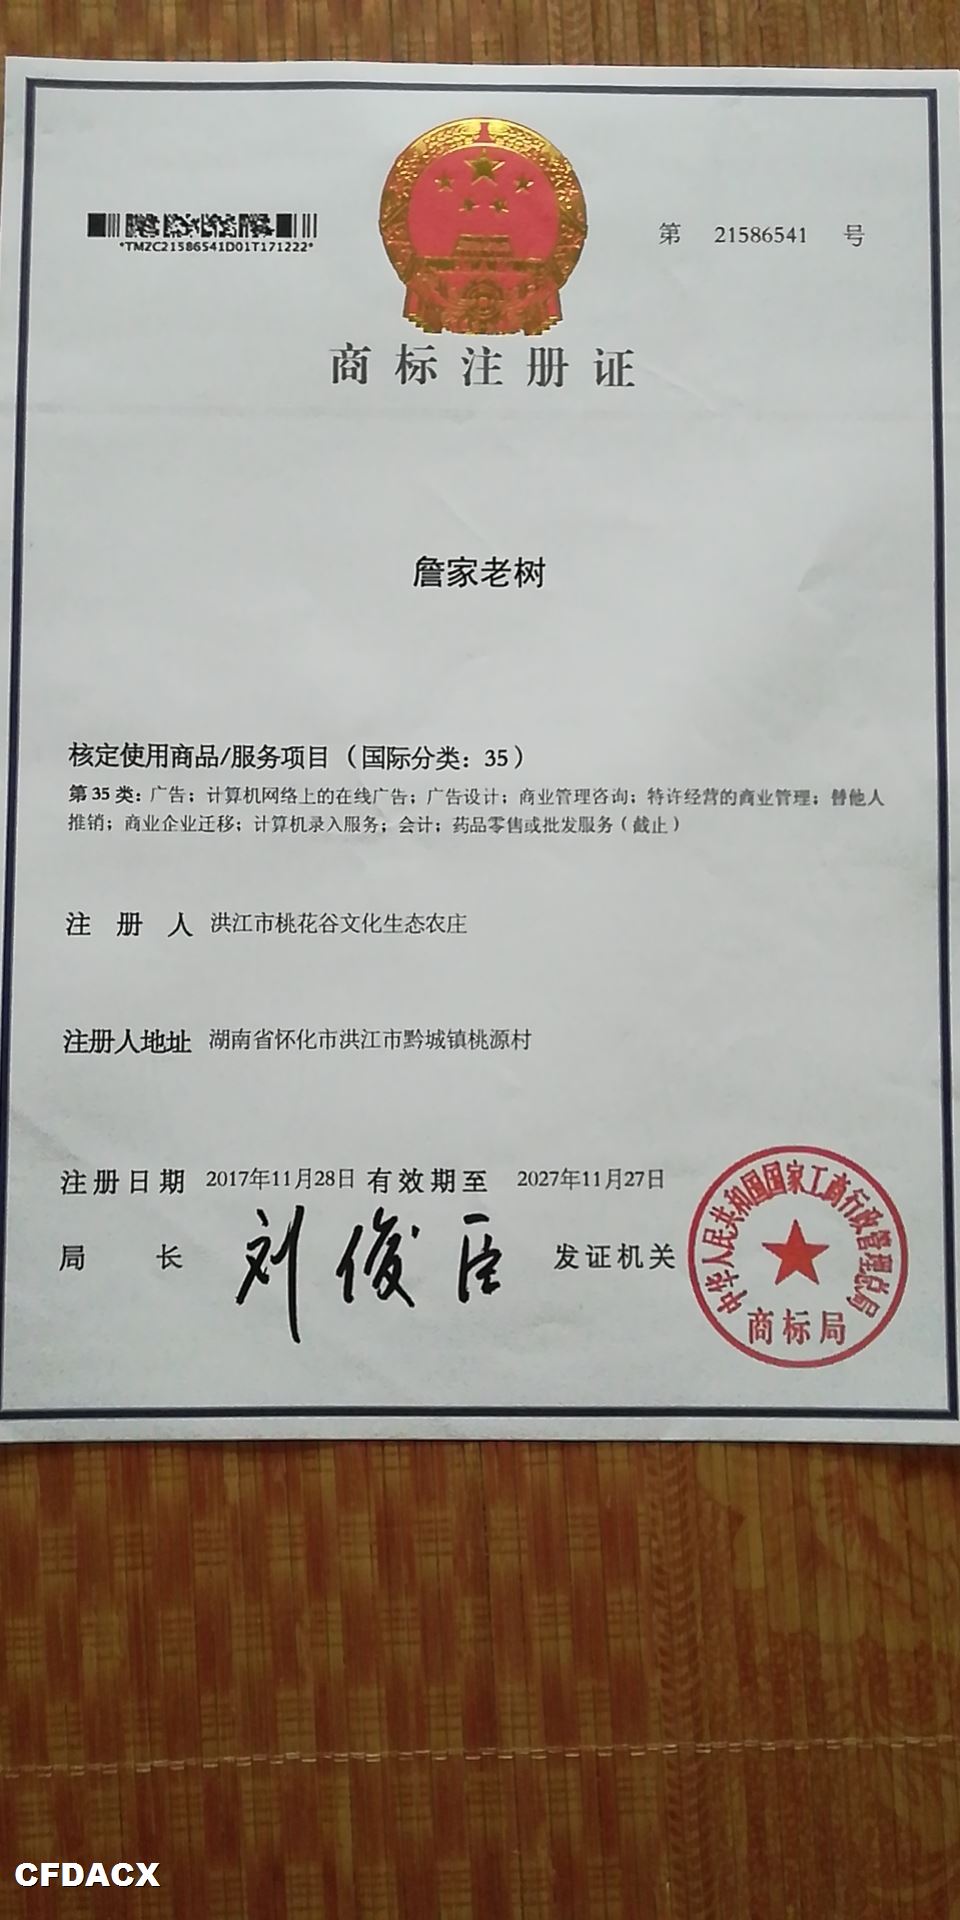 *TMZC21586541D01T171222*
第 21586541 号
商标注册证
詹家老树
核定使用商品/服务项目（国际分类：35）
第 35 类：广告；计算机网络上的在线广告；广告设计；商业管理咨询；特许经营的商业管理；替他人
推销；商业企业迁移；计算机录入服务；会计；药品零售或批发服务（截止）
注册人 洪江市桃花谷文化生态农庄
注册人地址 湖南省怀化市洪江市黔城镇桃源村
注册日期 2017年11月28日 有效期至 2027年11月27日
局长 刘俊臣 发证机关
中华人民共和国国家工商行政管理总局
商标局
CFDACX